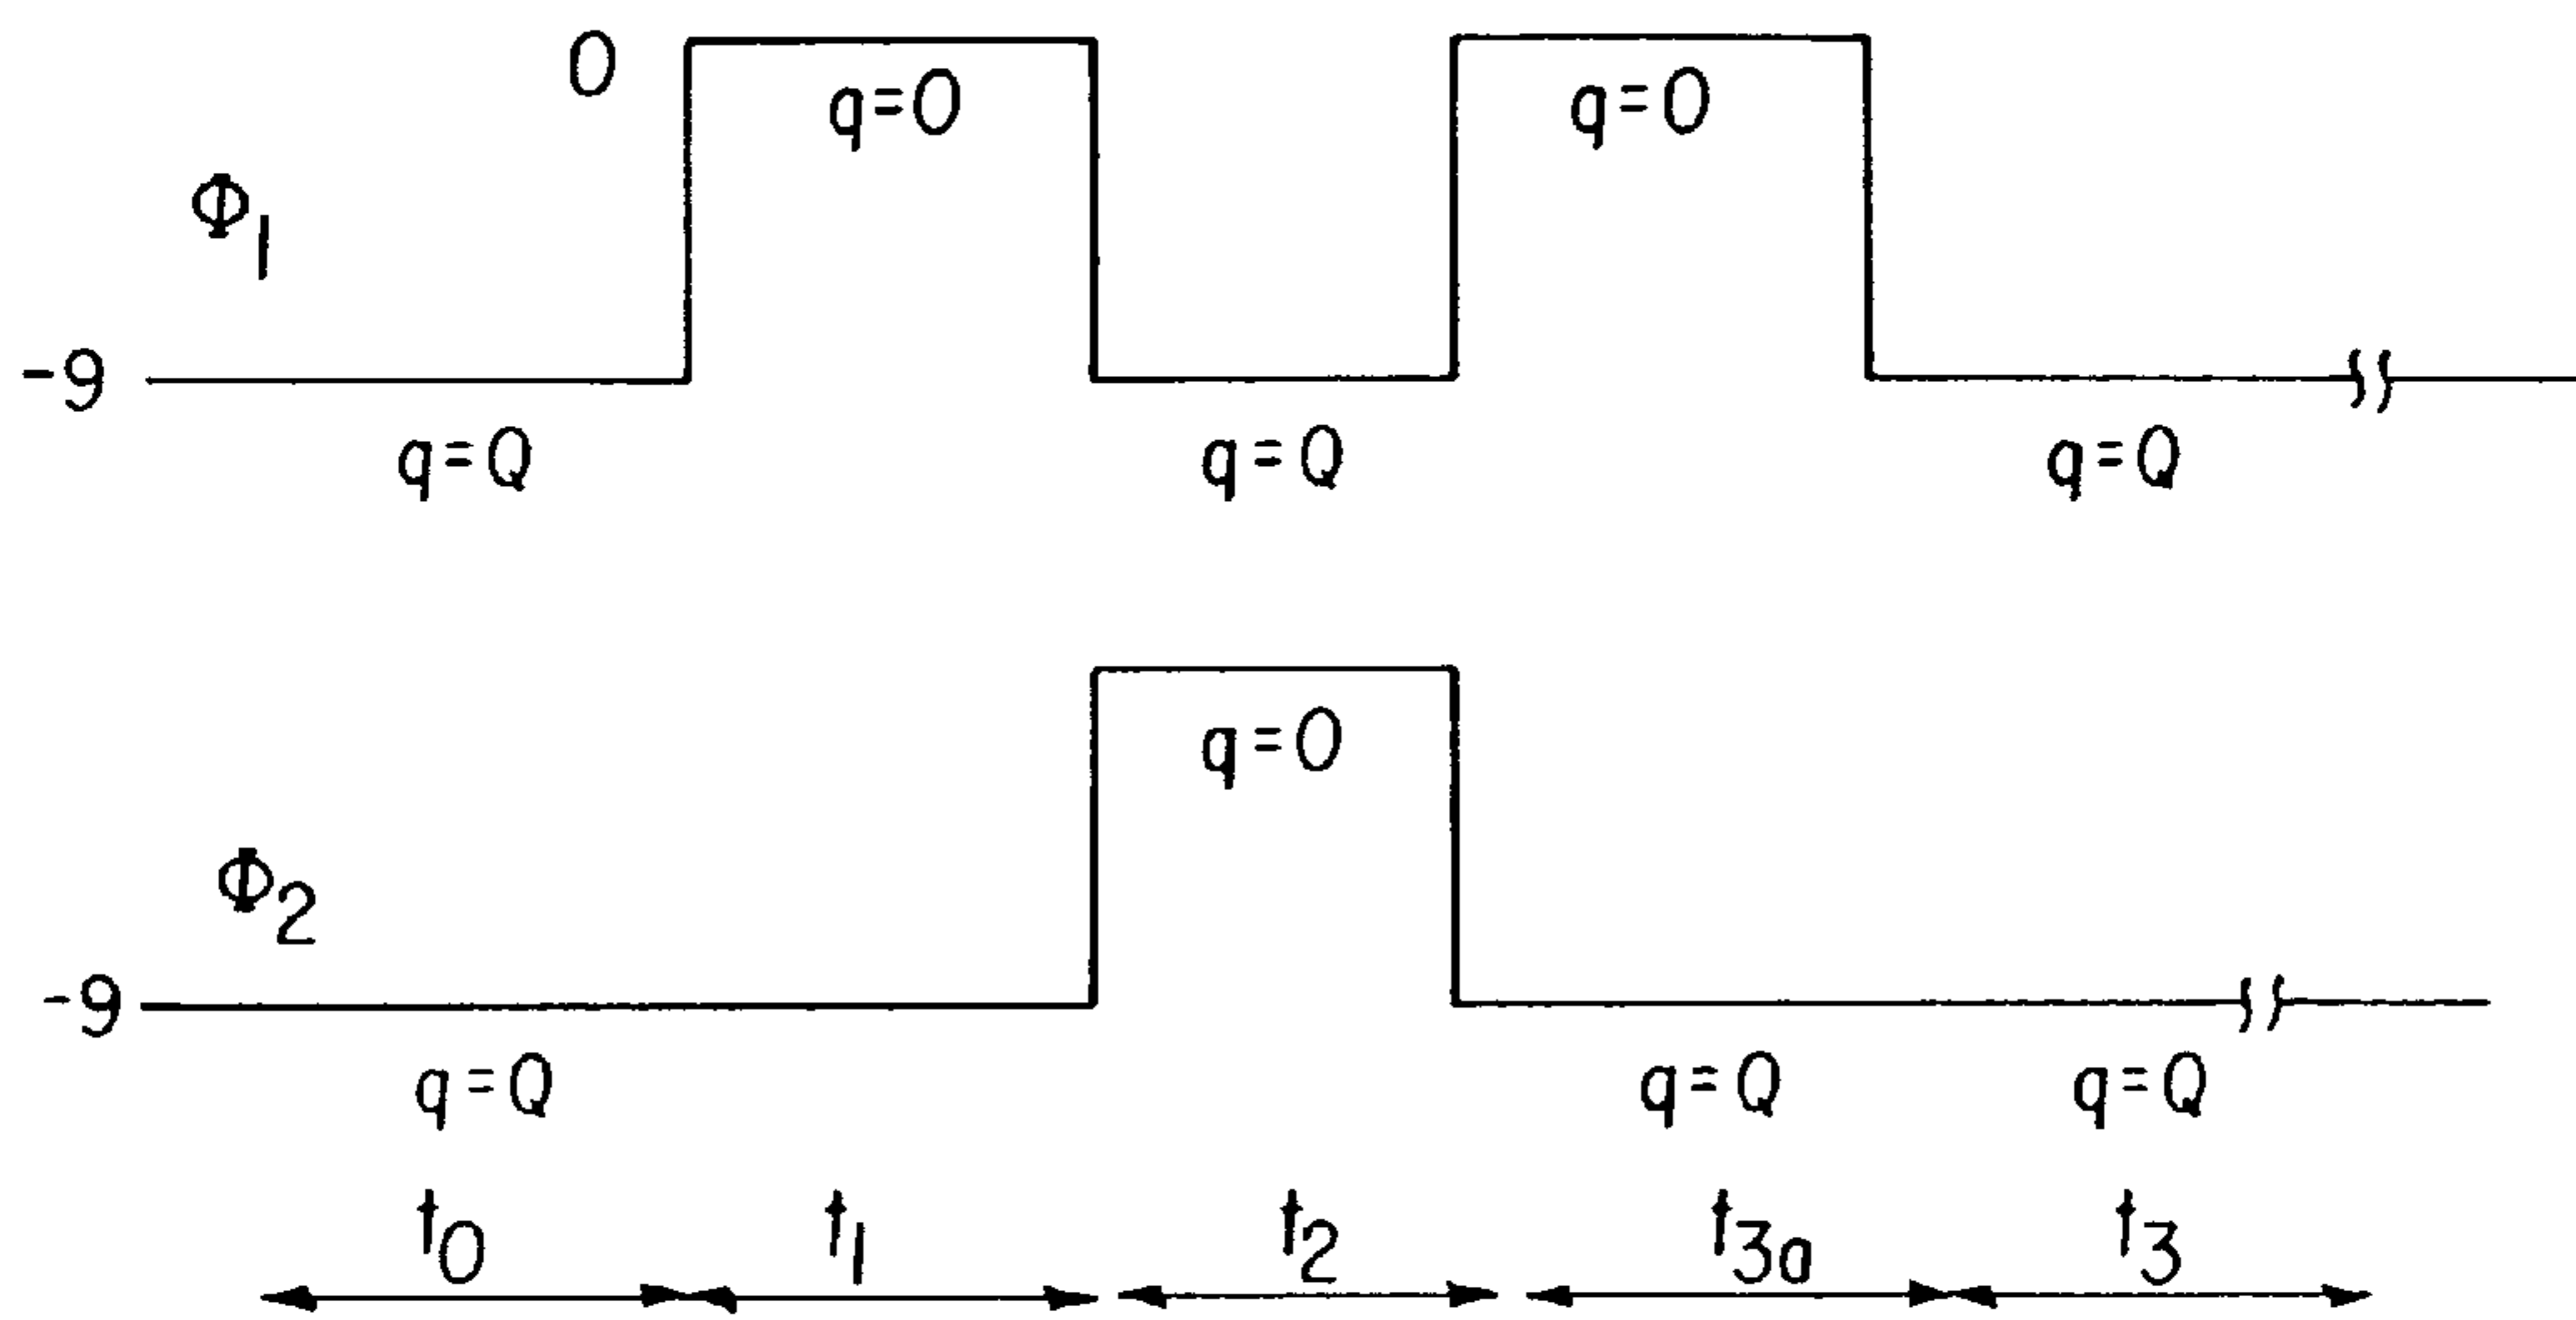 0
q=0 q=0
Φ1
-9
q=Q q=Q q=Q
q=0
Φ2
-9
q=Q q=Q q=Q
t0 t1 t2 t3a t3